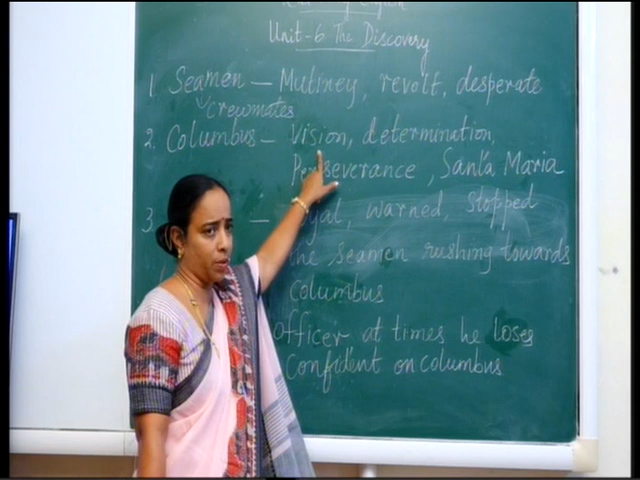 Unit-6 The Discovery
1. Seamen — Mutiney, revolt, desperate
crewmates
2. Columbus — Vision, determination,
Perseverance, Santa Maria
3. — warned, stopped
the seamen rushing towards
Columbus
Officer at times he loses
Confident on columbus